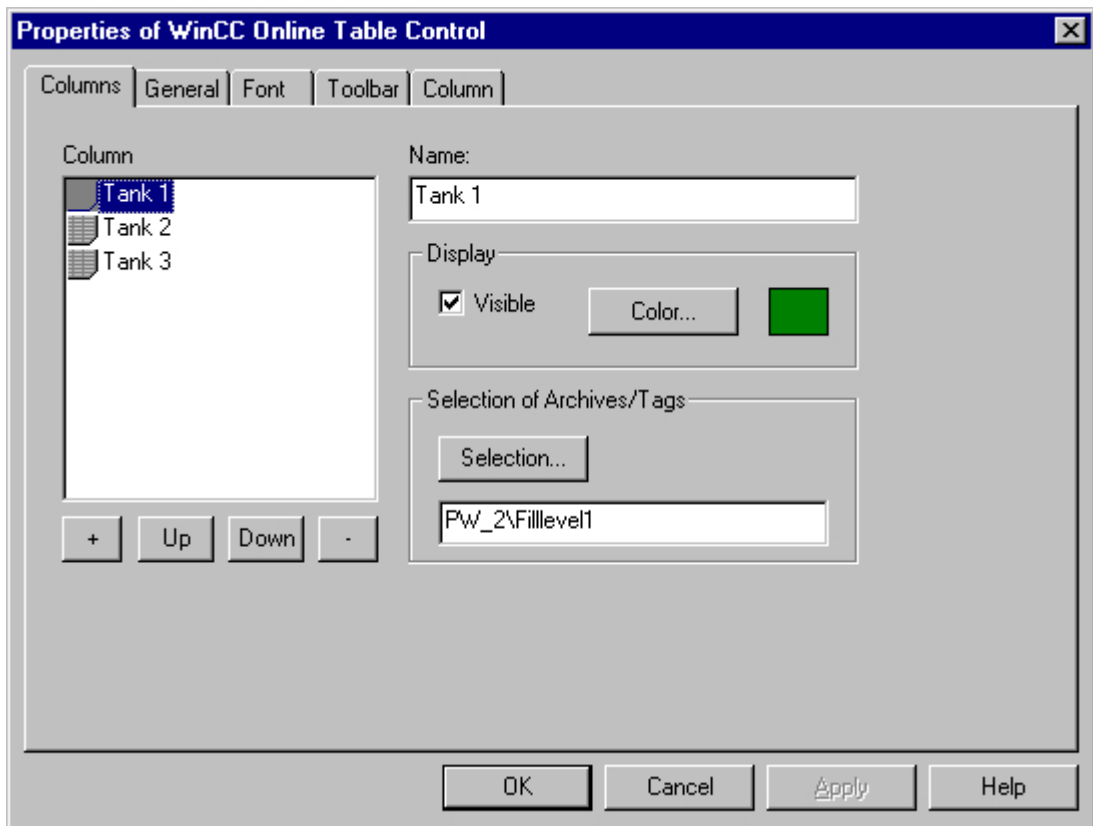 Properties of WinCC Online Table Control
Columns General Font Toolbar Column
Column
Tank 1
Tank 2
Tank 3
+ Up Down -
Name:
Tank 1
Display
Visible Color...
Selection of Archives/Tags
Selection...
PW_2\Filllevel1
OK Cancel Apply Help